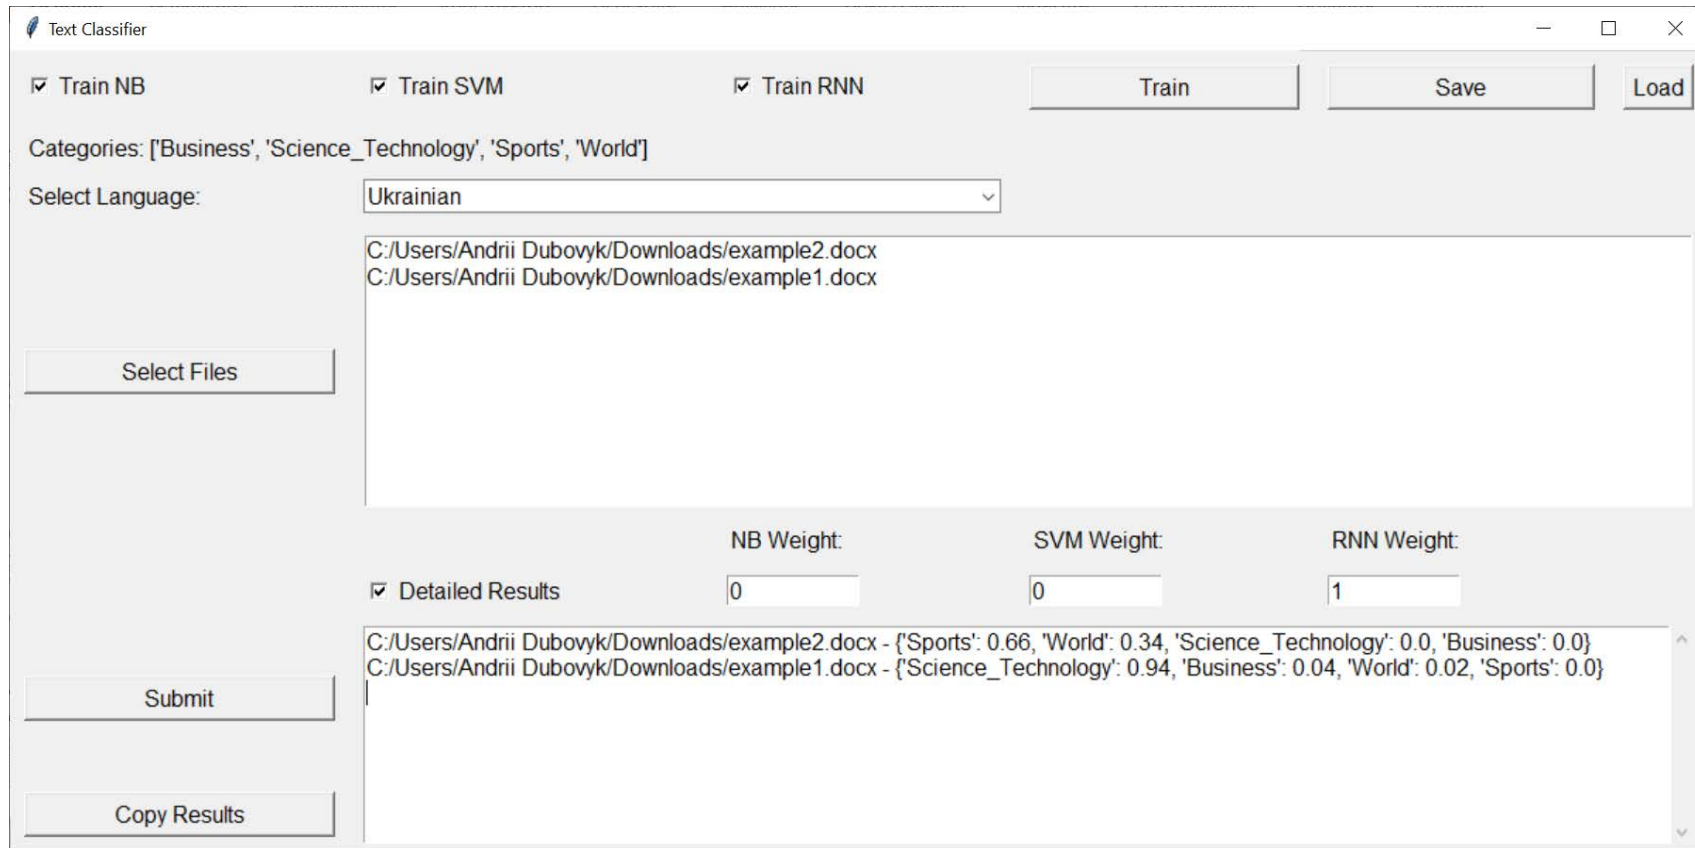 Text Classifier
Train NB Train SVM Train RNN Train Save Load
Categories: ['Business', 'Science_Technology', 'Sports', 'World']
Select Language: Ukrainian
C:/Users/Andrii Dubovyk/Downloads/example2.docx
C:/Users/Andrii Dubovyk/Downloads/example1.docx
Select Files
NB Weight: SVM Weight: RNN Weight:
Detailed Results 0 0 1
C:/Users/Andrii Dubovyk/Downloads/example2.docx - {'Sports': 0.66, 'World': 0.34, 'Science_Technology': 0.0, 'Business': 0.0}
C:/Users/Andrii Dubovyk/Downloads/example1.docx - {'Science_Technology': 0.94, 'Business': 0.04, 'World': 0.02, 'Sports': 0.0}
Submit
Copy Results